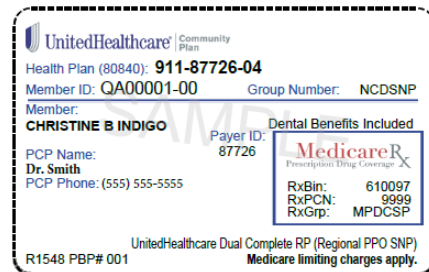 UnitedHealthcare Community Plan
Health Plan (80840): 911-87726-04
Member ID: QA00001-00 Group Number: NCDSNP
Member:
CHRISTINE B INDIGO
Dental Benefits Included
Payer ID:
87726
PCP Name:
Dr. Smith
PCP Phone: (555) 555-5555
MedicareRx
Prescription Drug Coverage
RxBin: 610097
RxPCN: 9999
RxGrp: MPDCSP
SAMPLE
UnitedHealthcare Dual Complete RP (Regional PPO SNP)
R1548 PBP# 001 Medicare limiting charges apply.